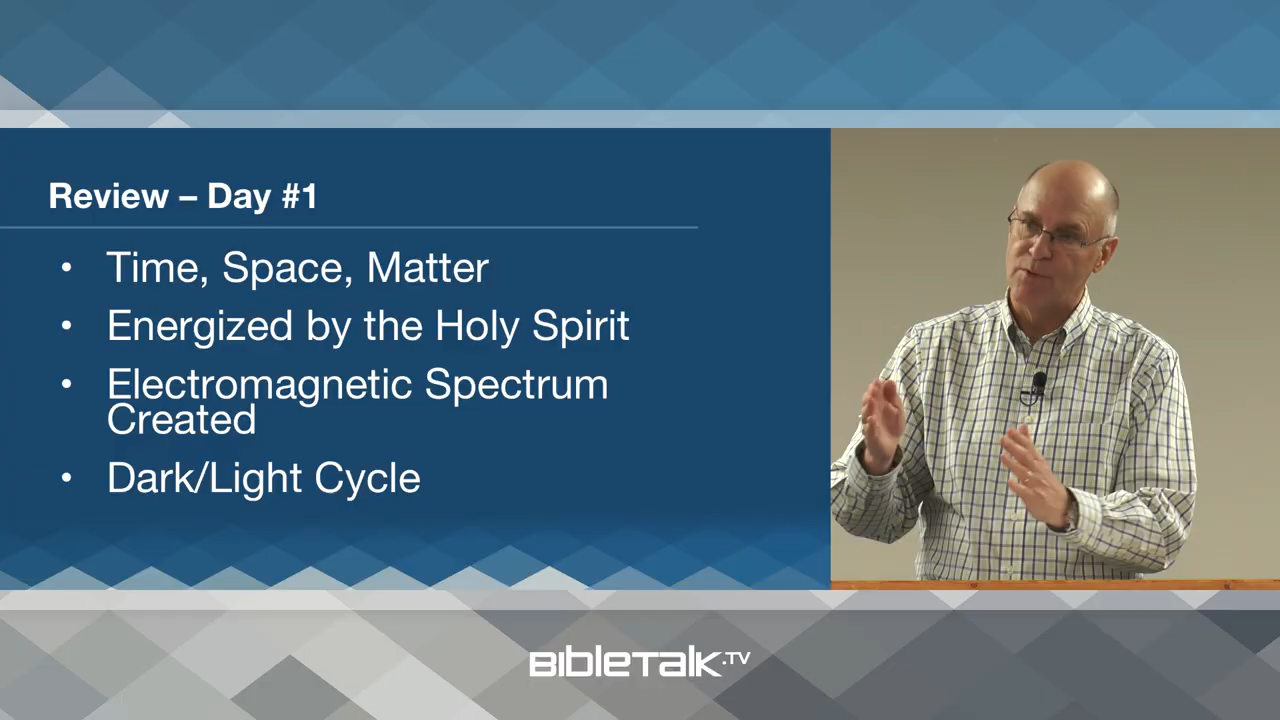 Review – Day #1
• Time, Space, Matter
• Energized by the Holy Spirit
• Electromagnetic Spectrum
Created
• Dark/Light Cycle
BIBLETALK.TV